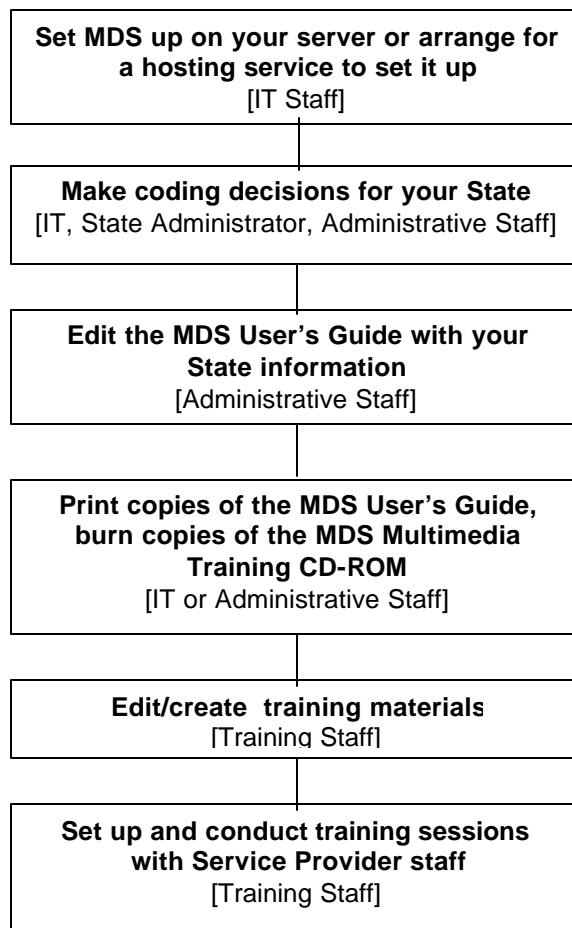 Set MDS up on your server or arrange for
a hosting service to set it up
[IT Staff]
Make coding decisions for your State
[IT, State Administrator, Administrative Staff]
Edit the MDS User's Guide with your
State information
[Administrative Staff]
Print copies of the MDS User's Guide,
burn copies of the MDS Multimedia
Training CD-ROM
[IT or Administrative Staff]
Edit/create training materials
[Training Staff]
Set up and conduct training sessions
with Service Provider staff
[Training Staff]